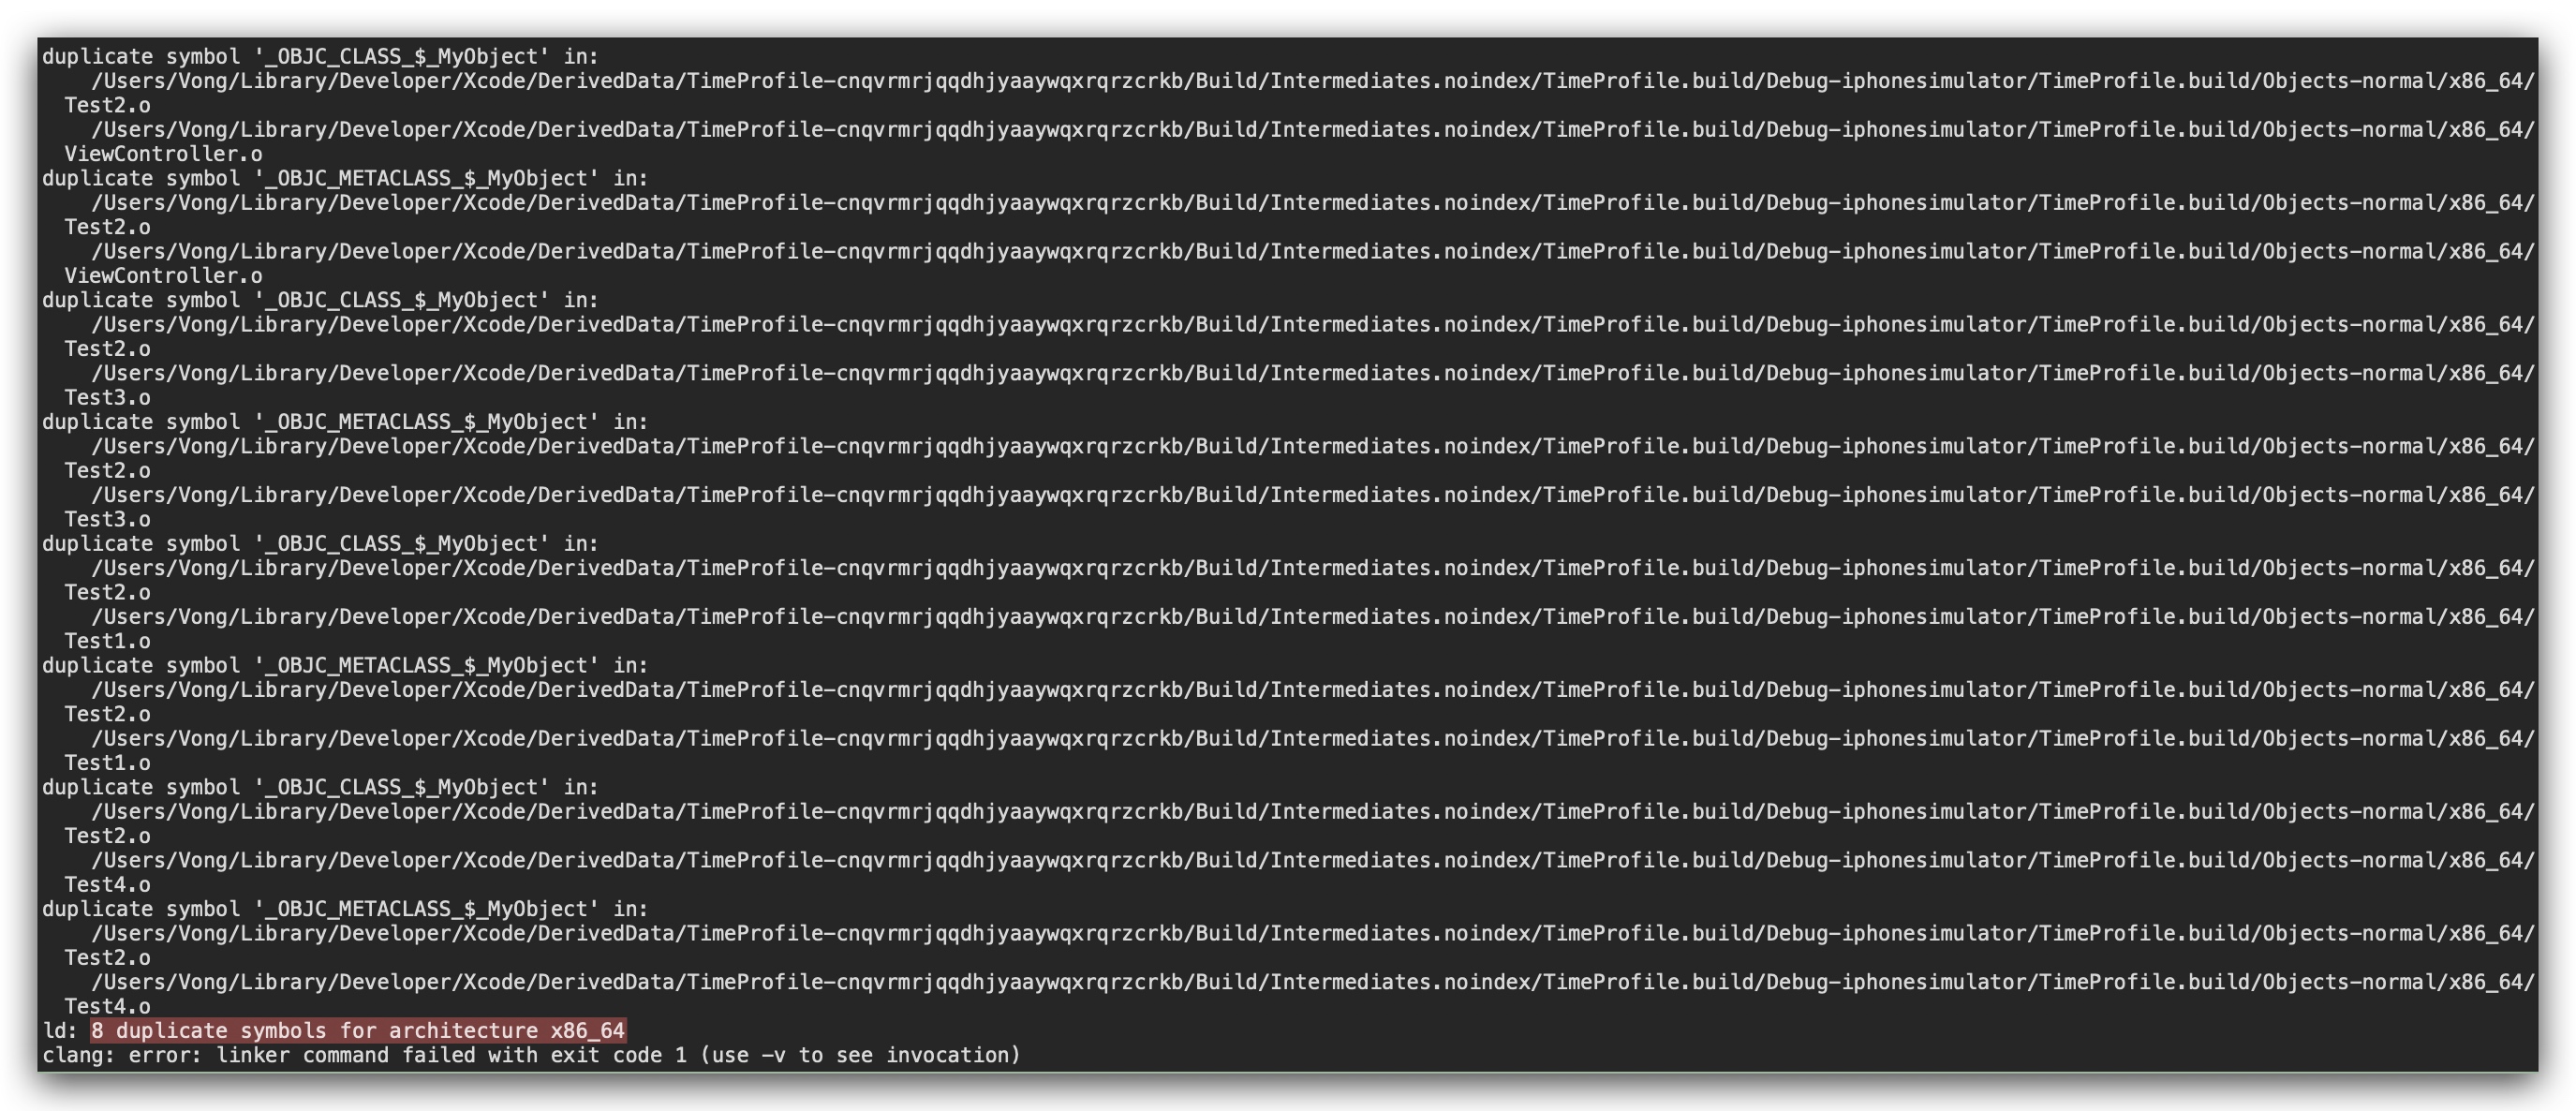 duplicate symbol '_OBJC_CLASS_$_MyObject' in:
/Users/Vong/Library/Developer/Xcode/DerivedData/TimeProfile-cnqvrmrjqqdhjyaaywqxrqrzcrkb/Build/Intermediates.noindex/TimeProfile.build/Debug-iphonesimulator/TimeProfile.build/Objects-normal/x86_64/
Test2.o
/Users/Vong/Library/Developer/Xcode/DerivedData/TimeProfile-cnqvrmrjqqdhjyaaywqxrqrzcrkb/Build/Intermediates.noindex/TimeProfile.build/Debug-iphonesimulator/TimeProfile.build/Objects-normal/x86_64/
ViewController.o
duplicate symbol '_OBJC_METACLASS_$_MyObject' in:
/Users/Vong/Library/Developer/Xcode/DerivedData/TimeProfile-cnqvrmrjqqdhjyaaywqxrqrzcrkb/Build/Intermediates.noindex/TimeProfile.build/Debug-iphonesimulator/TimeProfile.build/Objects-normal/x86_64/
Test2.o
/Users/Vong/Library/Developer/Xcode/DerivedData/TimeProfile-cnqvrmrjqqdhjyaaywqxrqrzcrkb/Build/Intermediates.noindex/TimeProfile.build/Debug-iphonesimulator/TimeProfile.build/Objects-normal/x86_64/
ViewController.o
duplicate symbol '_OBJC_CLASS_$_MyObject' in:
/Users/Vong/Library/Developer/Xcode/DerivedData/TimeProfile-cnqvrmrjqqdhjyaaywqxrqrzcrkb/Build/Intermediates.noindex/TimeProfile.build/Debug-iphonesimulator/TimeProfile.build/Objects-normal/x86_64/
Test2.o
/Users/Vong/Library/Developer/Xcode/DerivedData/TimeProfile-cnqvrmrjqqdhjyaaywqxrqrzcrkb/Build/Intermediates.noindex/TimeProfile.build/Debug-iphonesimulator/TimeProfile.build/Objects-normal/x86_64/
Test3.o
duplicate symbol '_OBJC_METACLASS_$_MyObject' in:
/Users/Vong/Library/Developer/Xcode/DerivedData/TimeProfile-cnqvrmrjqqdhjyaaywqxrqrzcrkb/Build/Intermediates.noindex/TimeProfile.build/Debug-iphonesimulator/TimeProfile.build/Objects-normal/x86_64/
Test2.o
/Users/Vong/Library/Developer/Xcode/DerivedData/TimeProfile-cnqvrmrjqqdhjyaaywqxrqrzcrkb/Build/Intermediates.noindex/TimeProfile.build/Debug-iphonesimulator/TimeProfile.build/Objects-normal/x86_64/
Test3.o
duplicate symbol '_OBJC_CLASS_$_MyObject' in:
/Users/Vong/Library/Developer/Xcode/DerivedData/TimeProfile-cnqvrmrjqqdhjyaaywqxrqrzcrkb/Build/Intermediates.noindex/TimeProfile.build/Debug-iphonesimulator/TimeProfile.build/Objects-normal/x86_64/
Test2.o
/Users/Vong/Library/Developer/Xcode/DerivedData/TimeProfile-cnqvrmrjqqdhjyaaywqxrqrzcrkb/Build/Intermediates.noindex/TimeProfile.build/Debug-iphonesimulator/TimeProfile.build/Objects-normal/x86_64/
Test1.o
duplicate symbol '_OBJC_METACLASS_$_MyObject' in:
/Users/Vong/Library/Developer/Xcode/DerivedData/TimeProfile-cnqvrmrjqqdhjyaaywqxrqrzcrkb/Build/Intermediates.noindex/TimeProfile.build/Debug-iphonesimulator/TimeProfile.build/Objects-normal/x86_64/
Test2.o
/Users/Vong/Library/Developer/Xcode/DerivedData/TimeProfile-cnqvrmrjqqdhjyaaywqxrqrzcrkb/Build/Intermediates.noindex/TimeProfile.build/Debug-iphonesimulator/TimeProfile.build/Objects-normal/x86_64/
Test1.o
duplicate symbol '_OBJC_CLASS_$_MyObject' in:
/Users/Vong/Library/Developer/Xcode/DerivedData/TimeProfile-cnqvrmrjqqdhjyaaywqxrqrzcrkb/Build/Intermediates.noindex/TimeProfile.build/Debug-iphonesimulator/TimeProfile.build/Objects-normal/x86_64/
Test2.o
/Users/Vong/Library/Developer/Xcode/DerivedData/TimeProfile-cnqvrmrjqqdhjyaaywqxrqrzcrkb/Build/Intermediates.noindex/TimeProfile.build/Debug-iphonesimulator/TimeProfile.build/Objects-normal/x86_64/
Test4.o
duplicate symbol '_OBJC_METACLASS_$_MyObject' in:
/Users/Vong/Library/Developer/Xcode/DerivedData/TimeProfile-cnqvrmrjqqdhjyaaywqxrqrzcrkb/Build/Intermediates.noindex/TimeProfile.build/Debug-iphonesimulator/TimeProfile.build/Objects-normal/x86_64/
Test2.o
/Users/Vong/Library/Developer/Xcode/DerivedData/TimeProfile-cnqvrmrjqqdhjyaaywqxrqrzcrkb/Build/Intermediates.noindex/TimeProfile.build/Debug-iphonesimulator/TimeProfile.build/Objects-normal/x86_64/
Test4.o
ld: 8 duplicate symbols for architecture x86_64
clang: error: linker command failed with exit code 1 (use -v to see invocation)